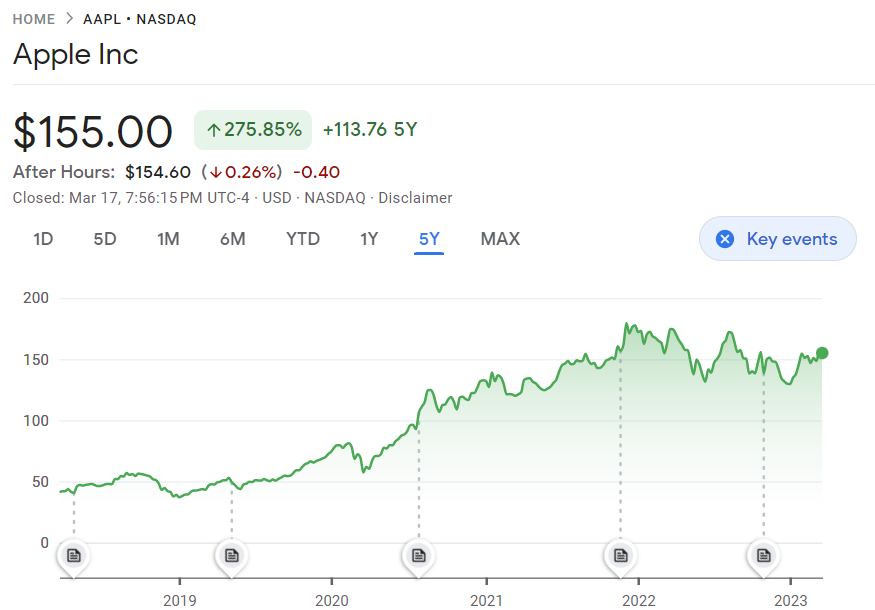 HOME > AAPL • NASDAQ
Apple Inc
$155.00 ↑275.85% +113.76 5Y
After Hours: $154.60 (↓0.26%) -0.40
Closed: Mar 17, 7:56:15 PM UTC-4 · USD · NASDAQ · Disclaimer
1D 5D 1M 6M YTD 1Y 5Y MAX Key events
200
150
100
50
0
2019 2020 2021 2022 2023